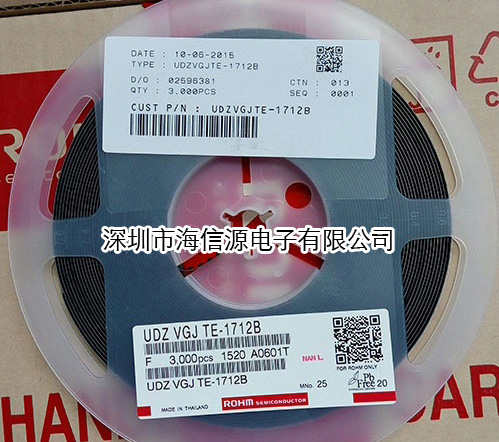 DATE : 10-06-2015
TYPE : UDZVGJTE-1712B
D/C : 02596381
CTN : 013
QTY : 3,000PCS
SEQ : 0001
CUST P/N : UDZVGJTE-1712B
深圳市海信源电子有限公司
UDZ VGJ TE-1712B
F 3,000pcs 1520 A0601T
NAN L
UDZ VGJ TE-1712B
MNo. 25
FOR ROHM ONLY
Pb
Free 20
MADE IN THAILAND
ROHM SEMICONDUCTOR